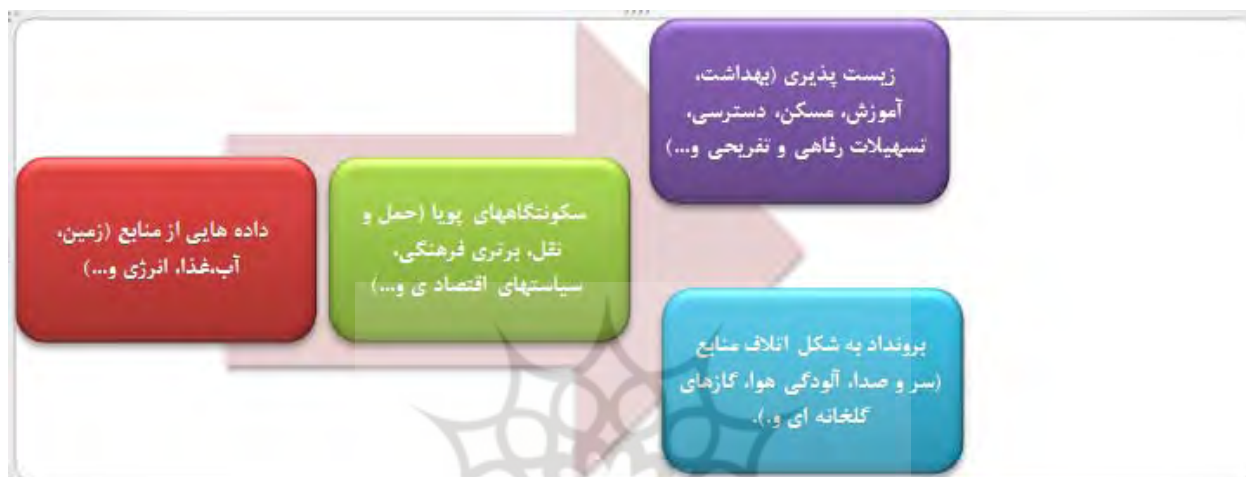 داده هایی از منابع (زمین،
آب،غذا، انرژی و...)
سکونتگاههای پویا (حمل و
نقل، برتری فرهنگی،
سیاستهای اقتصاد ی و...)
زیست پذیری (بهداشت،
آموزش، مسکن، دسترسی،
تسهیلات رفاهی و تفریحی و...)
برونداد به شکل اتلاف منابع
(سر و صدا، آلودگی هوا، گازهای
گلخانه ای و.).